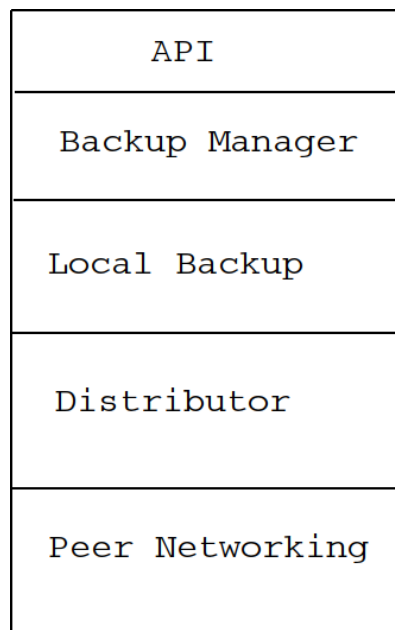 API
Backup Manager
Local Backup
Distributor
Peer Networking